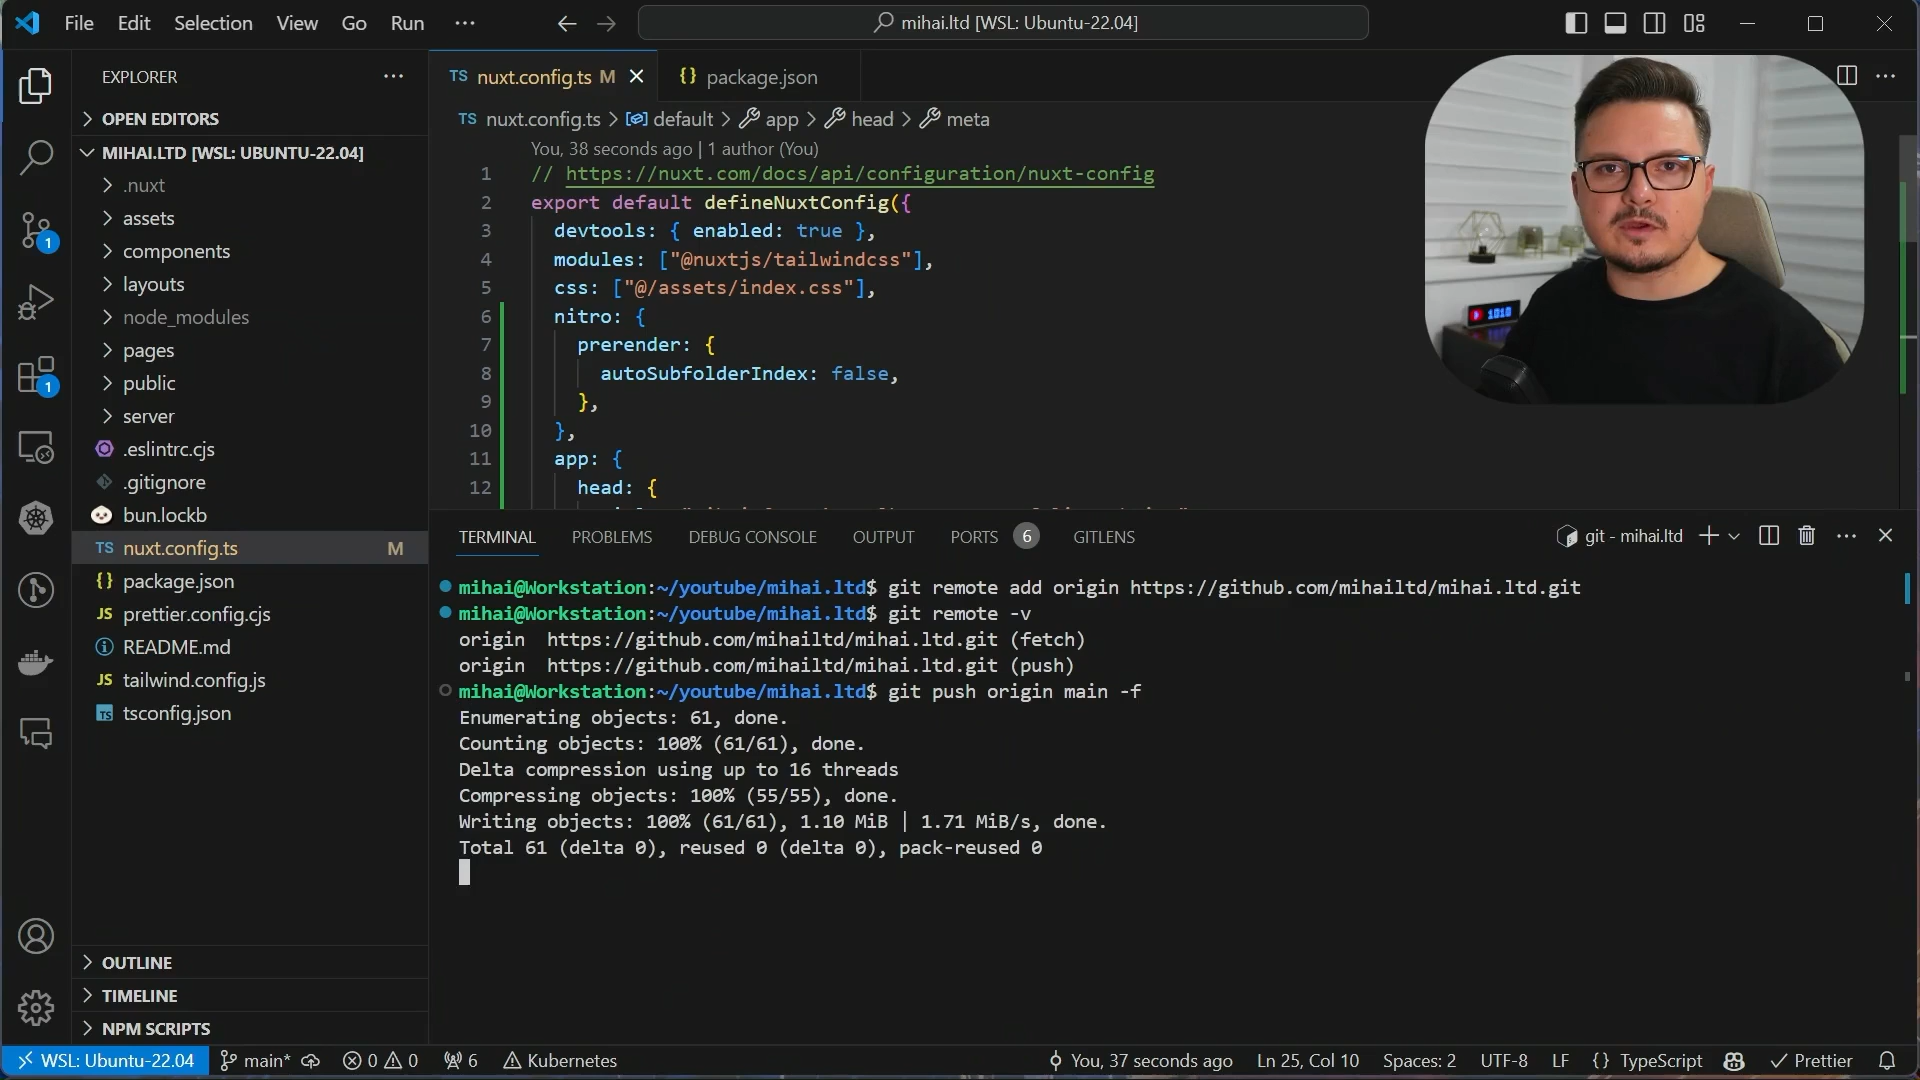 File Edit Selection View Go Run ···
mihai.ltd [WSL: Ubuntu-22.04]
EXPLORER
OPEN EDITORS
MIHAI.LTD [WSL: UBUNTU-22.04]
.nuxt
assets
components
layouts
node_modules
pages
public
server
.eslintrc.cjs
.gitignore
bun.lockb
TS nuxt.config.ts M
{} package.json
JS prettier.config.cjs
README.md
JS tailwind.config.js
TS tsconfig.json
OUTLINE
TIMELINE
NPM SCRIPTS
1
1
TS nuxt.config.ts M
{} package.json
TS nuxt.config.ts > default > app > head > meta
You, 38 seconds ago | 1 author (You)
1 // https://nuxt.com/docs/api/configuration/nuxt-config
2 export default defineNuxtConfig({
3 devtools: { enabled: true },
4 modules: ["@nuxtjs/tailwindcss"],
5 css: ["@/assets/index.css"],
6 nitro: {
7 prerender: {
8 autoSubfolderIndex: false,
9 },
10 },
11 app: {
12 head: {
1010
TERMINAL PROBLEMS DEBUG CONSOLE OUTPUT PORTS 6 GITLENS
git - mihai.ltd
mihai@Workstation:~/youtube/mihai.ltd$ git remote add origin https://github.com/mihailtd/mihai.ltd.git
mihai@Workstation:~/youtube/mihai.ltd$ git remote -v
origin https://github.com/mihailtd/mihai.ltd.git (fetch)
origin https://github.com/mihailtd/mihai.ltd.git (push)
mihai@Workstation:~/youtube/mihai.ltd$ git push origin main -f
Enumerating objects: 61, done.
Counting objects: 100% (61/61), done.
Delta compression using up to 16 threads
Compressing objects: 100% (55/55), done.
Writing objects: 100% (61/61), 1.10 MiB | 1.71 MiB/s, done.
Total 61 (delta 0), reused 0 (delta 0), pack-reused 0
WSL: Ubuntu-22.04 main* 0 0 6 Kubernetes You, 37 seconds ago Ln 25, Col 10 Spaces: 2 UTF-8 LF {} TypeScript Prettier